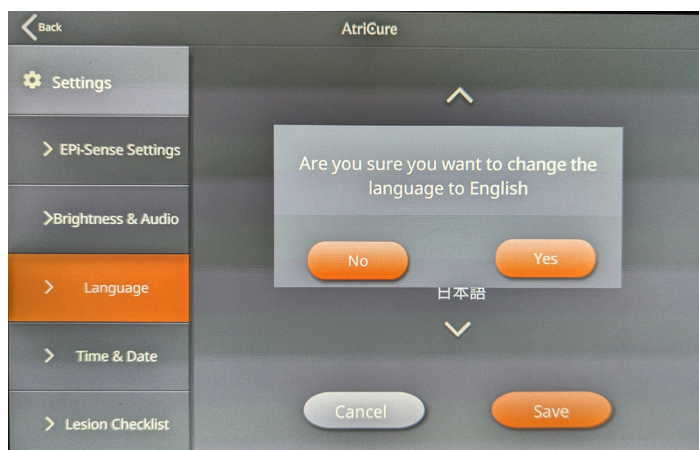 Back
AtriCure
Settings
EPi-Sense Settings
Brightness & Audio
Language
Time & Date
Lesion Checklist
Are you sure you want to change the
language to English
No
Yes
日本語
Cancel
Save